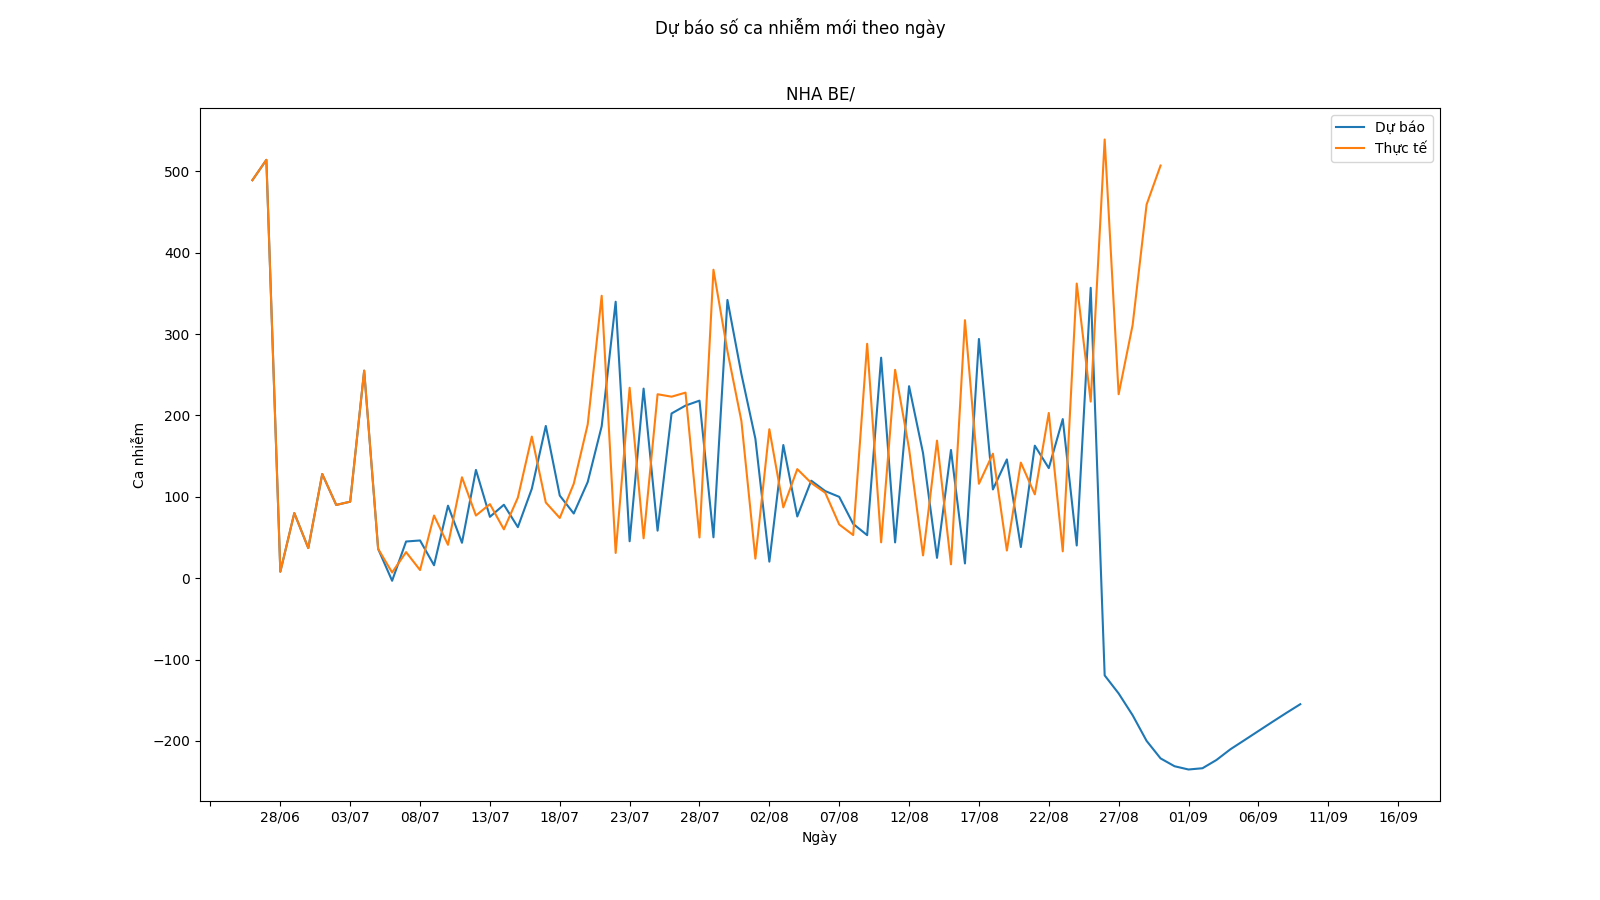 Dự báo số ca nhiễm mới theo ngày
NHA BE/
Dự báo
Thực tế
500
400
300
200
100
0
−100
−200
Ca nhiễm
28/06 03/07 08/07 13/07 18/07 23/07 28/07 02/08 07/08 12/08 17/08 22/08 27/08 01/09 06/09 11/09 16/09
Ngày